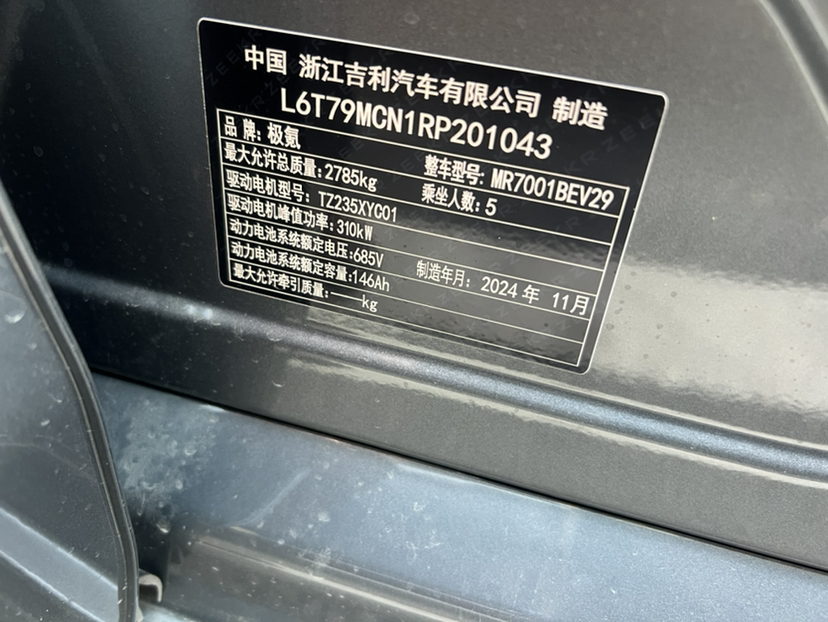 中国 浙江吉利汽车有限公司 制造
L6T79MCN1RP201043
品 牌: 极氪 整车型号: MR7001BEV29
最大允许总质量: 2785kg 乘坐人数: 5
驱动电机型号: TZ235XYC01
驱动电机峰值功率: 310kW
动力电池系统额定电压: 685V 制造年月: 2024 年 11月
动力电池系统额定容量: 146Ah
最大允许牵引质量: ——kg